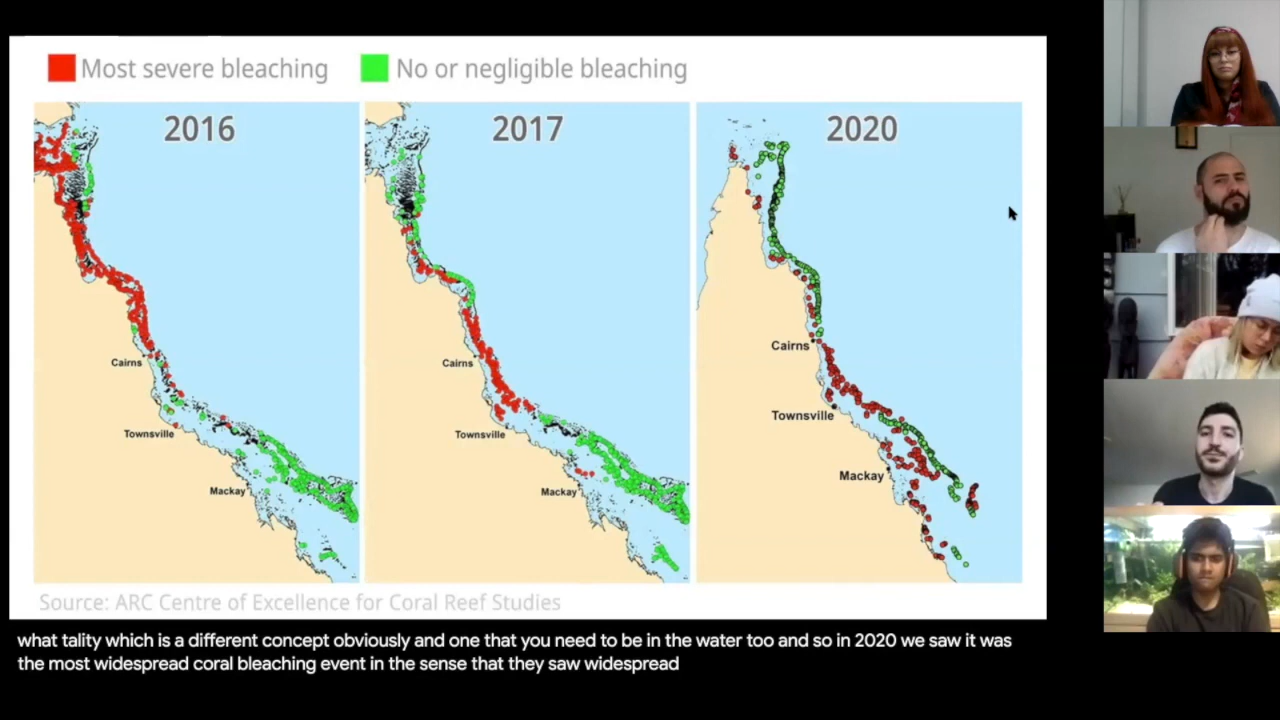 Most severe bleaching
No or negligible bleaching
2016
2017
2020
Cairns
Townsville
Mackay
Cairns
Townsville
Mackay
Cairns
Townsville
Mackay
Source: ARC Centre of Excellence for Coral Reef Studies
what tality which is a different concept obviously and one that you need to be in the water too and so in 2020 we saw it was
the most widespread coral bleaching event in the sense that they saw widespread